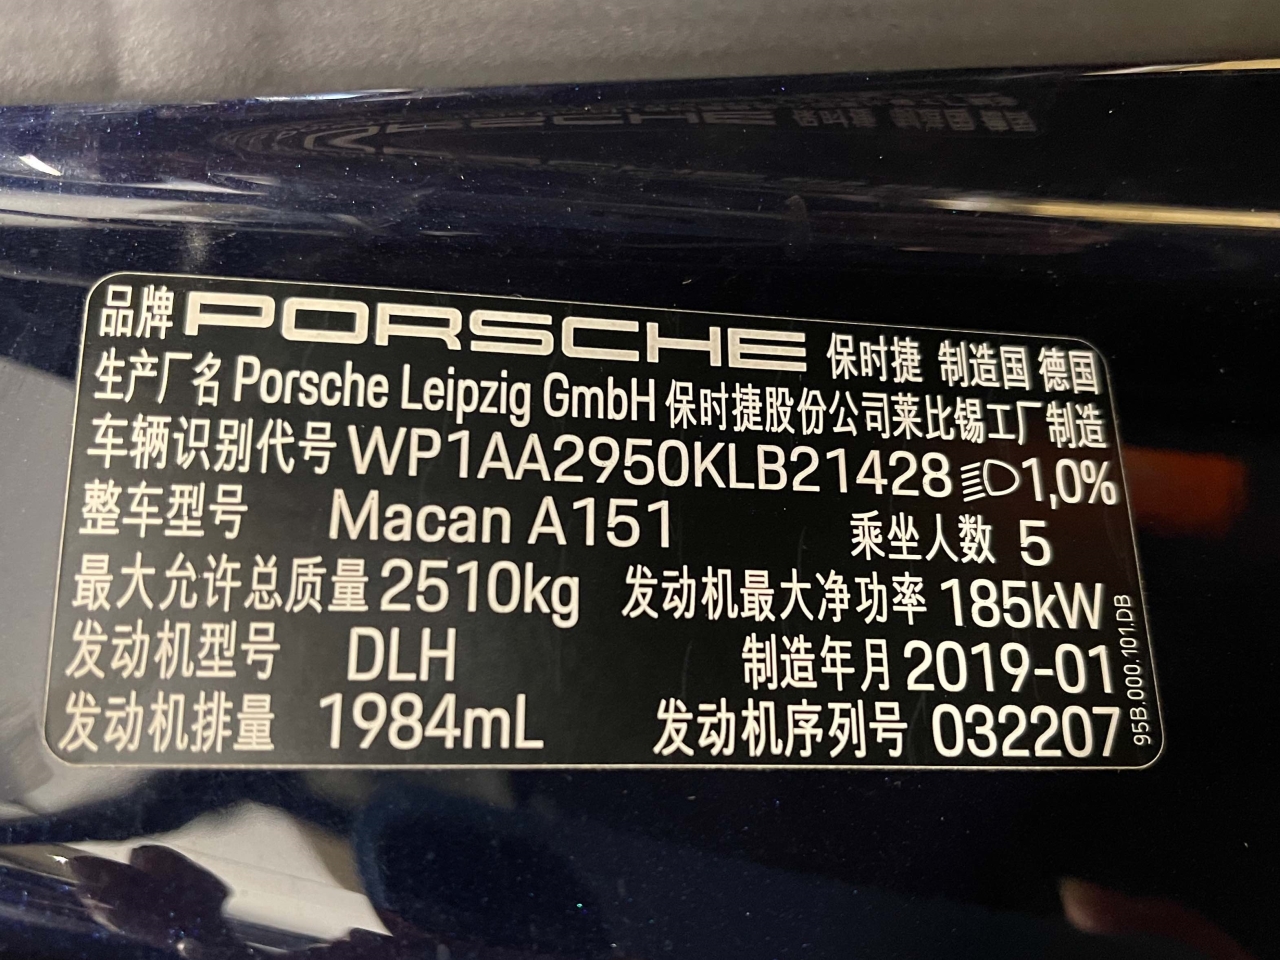 品牌 PORSCHE 保时捷 制造国 德国
生产厂名 Porsche Leipzig GmbH 保时捷股份公司莱比锡工厂制造
车辆识别代号 WP1AA2950KLB21428 1,0%
整车型号 Macan A151 乘坐人数 5
最大允许总质量 2510kg 发动机最大净功率 185kW
发动机型号 DLH 制造年月 2019-01
发动机排量 1984mL 发动机序列号 032207
95B.000.101.DB